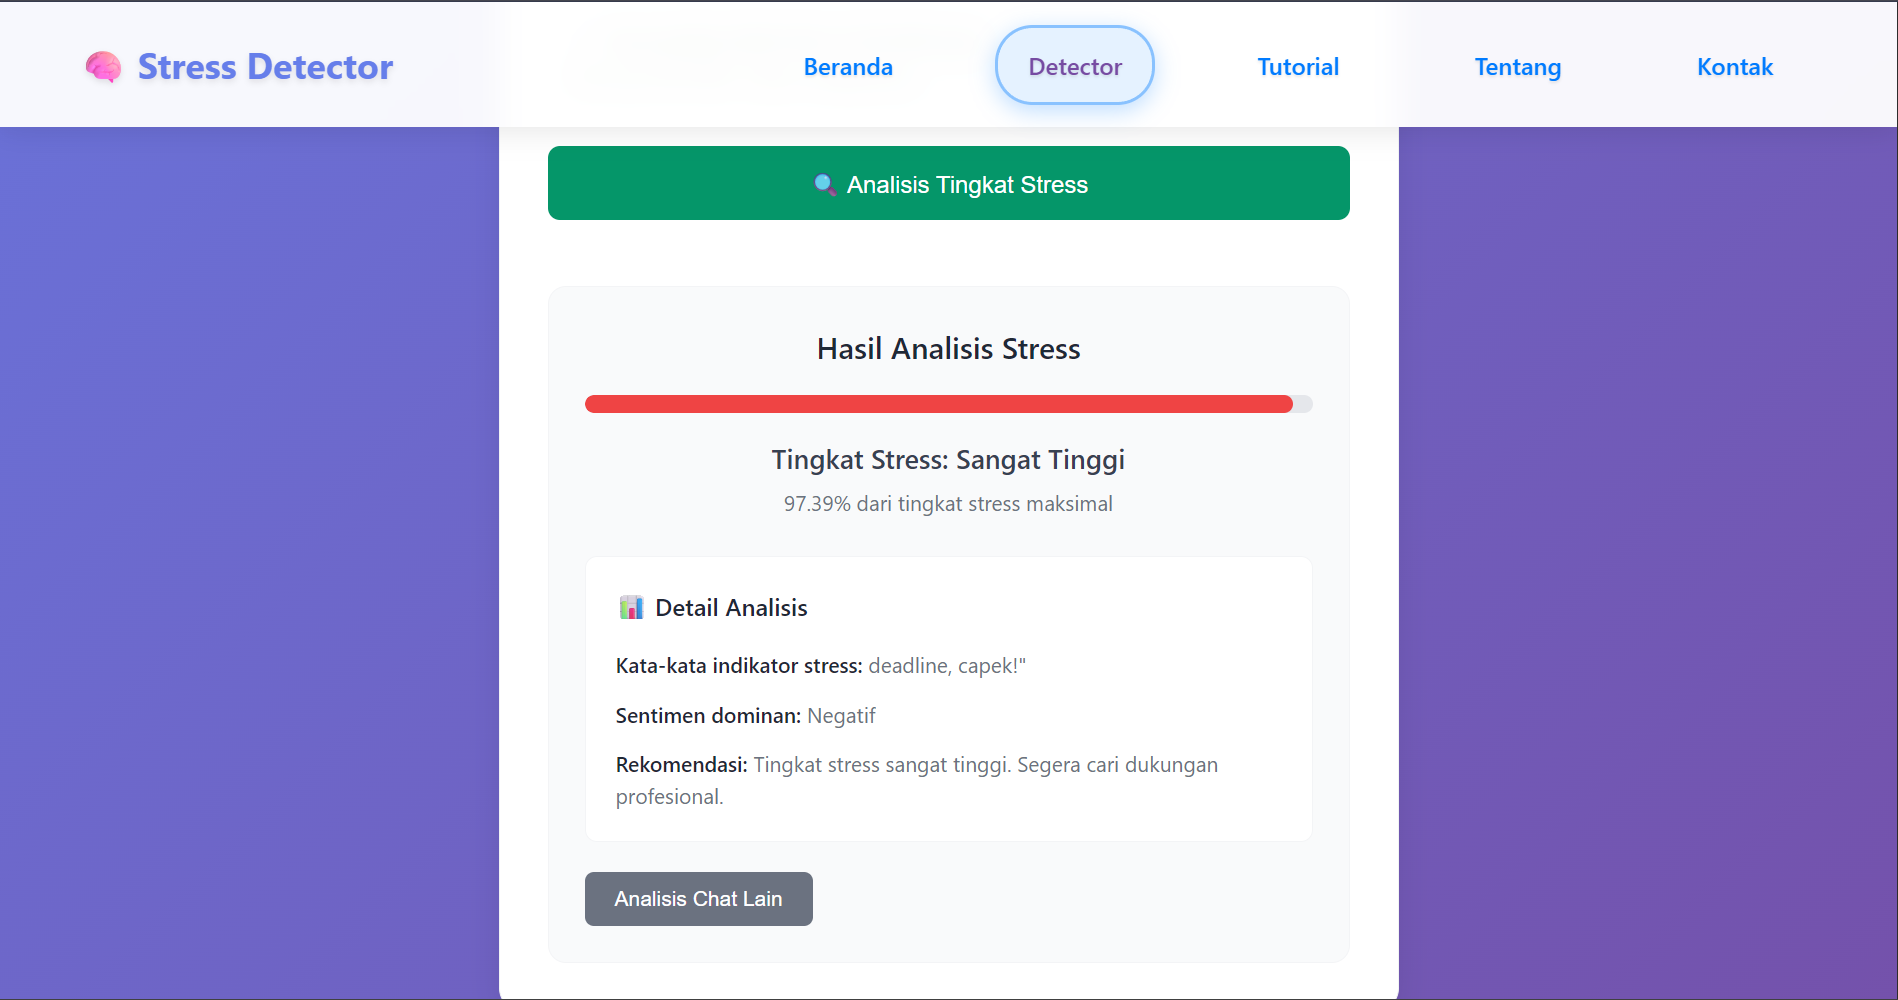 Stress Detector
Beranda
Detector
Tutorial
Tentang
Kontak
Analisis Tingkat Stress
Hasil Analisis Stress
Tingkat Stress: Sangat Tinggi
97.39% dari tingkat stress maksimal
Detail Analisis
Kata-kata indikator stress: deadline, capek!"
Sentimen dominan: Negatif
Rekomendasi: Tingkat stress sangat tinggi. Segera cari dukungan
profesional.
Analisis Chat Lain